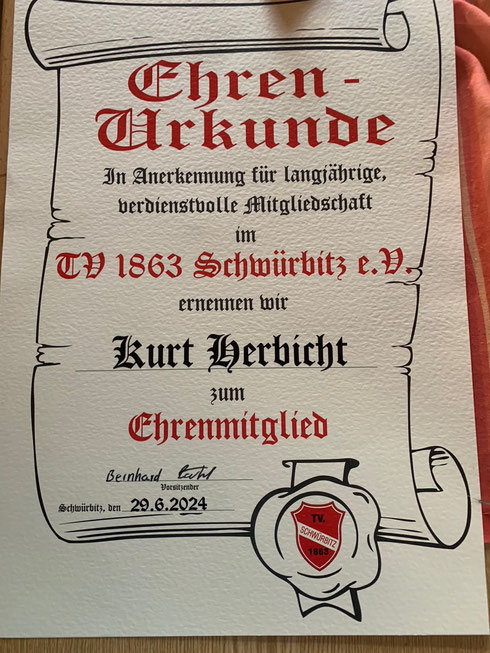 Ehren-
Urkunde
In Anerkennung für langjährige,
verdienstvolle Mitgliedschaft
im
TV 1863 Schwürbitz e.V.
ernennen wir
Kurt Herbicht
zum
Ehrenmitglied
Beinhard
Vorsitzender
Schwürbitz, den 29.6.2024
TV.
SCHWÜRBITZ
1863